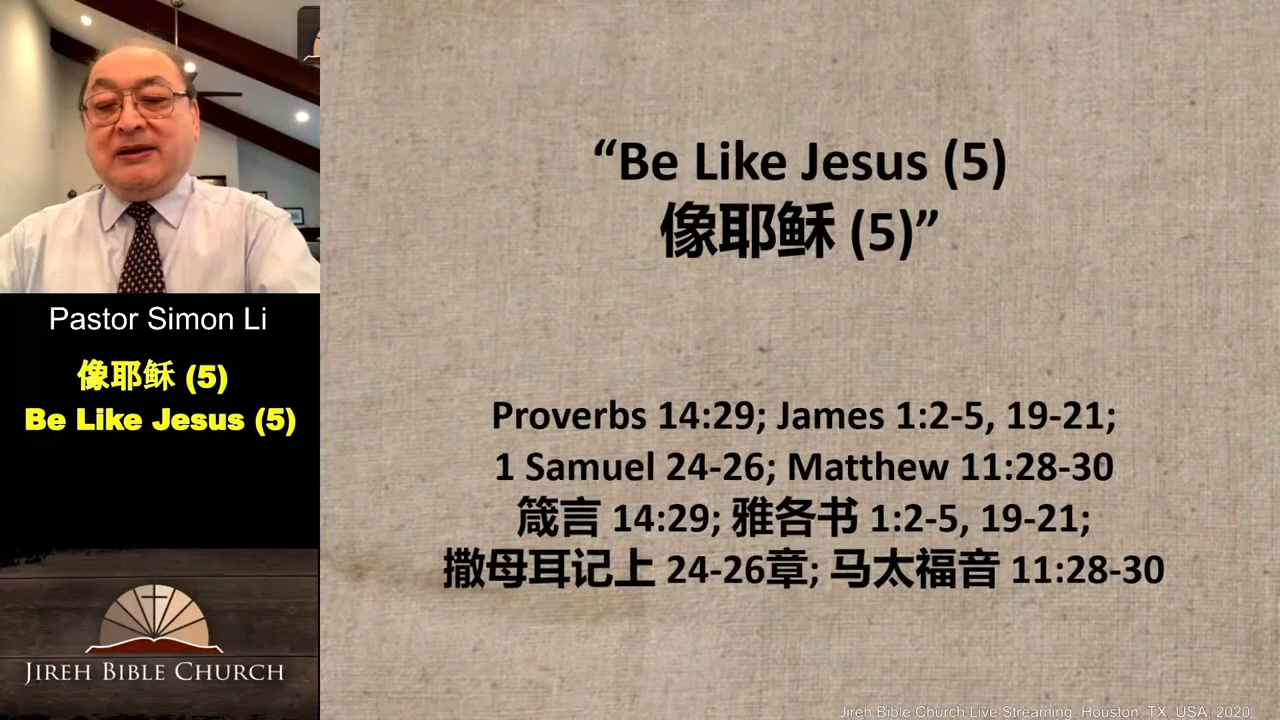 Pastor Simon Li
像耶稣 (5)
Be Like Jesus (5)
JIREH BIBLE CHURCH
“Be Like Jesus (5)
像耶稣 (5)”
Proverbs 14:29; James 1:2-5, 19-21;
1 Samuel 24-26; Matthew 11:28-30
箴言 14:29; 雅各书 1:2-5, 19-21;
撒母耳记上 24-26章; 马太福音 11:28-30
Jireh Bible Church Live Streaming, Houston, TX, USA, 2020